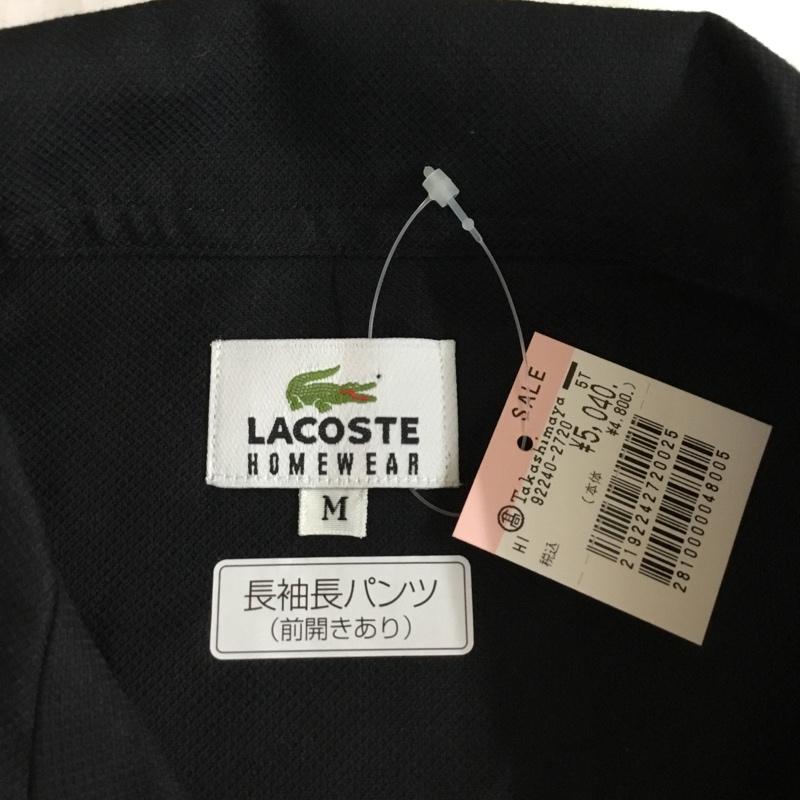 LACOSTE
HOMEWEAR
M
長袖長パンツ
(前開きあり)
SALE
髙 Takashimaya 5T
92240-2720
HI
¥5,040.
税込
(本体 ¥4,800.)
2192242720025
2810000048005